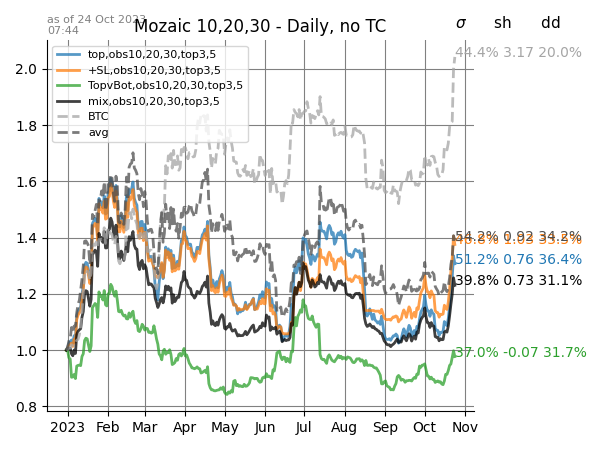 as of 24 Oct 2023
07:44
Mozaic 10,20,30 - Daily, no TC
σ sh dd
44.4% 3.17 20.0%
2.0
top,obs10,20,30,top3,5
+SL,obs10,20,30,top3,5
TopvBot,obs10,20,30,top3,5
mix,obs10,20,30,top3,5
BTC
avg
1.8
1.6
1.4
54.2% 0.92 34.2%
51.2% 0.76 36.4%
39.8% 0.73 31.1%
1.2
1.0
37.0% -0.07 31.7%
0.8
2023 Feb Mar Apr May Jun Jul Aug Sep Oct Nov